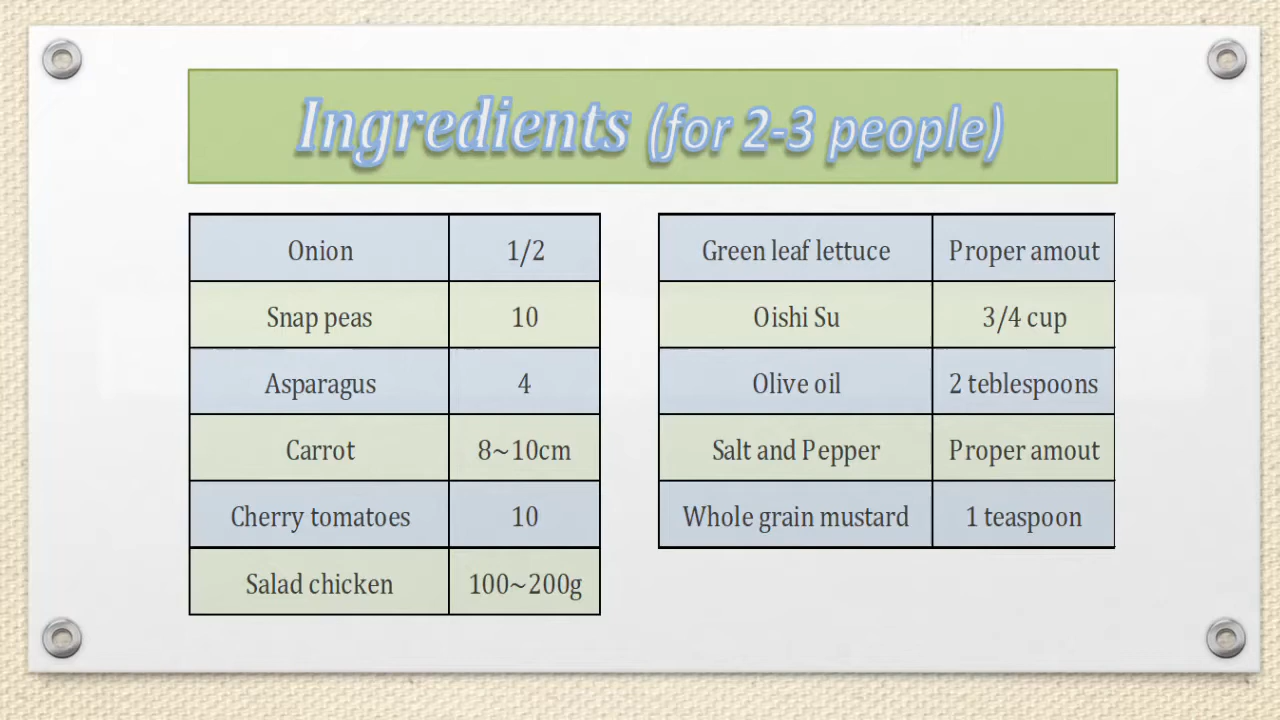 Ingredients (for 2-3 people)
Onion 1/2
Snap peas 10
Asparagus 4
Carrot 8~10cm
Cherry tomatoes 10
Salad chicken 100~200g
Green leaf lettuce Proper amout
Oishi Su 3/4 cup
Olive oil 2 teblespoons
Salt and Pepper Proper amout
Whole grain mustard 1 teaspoon